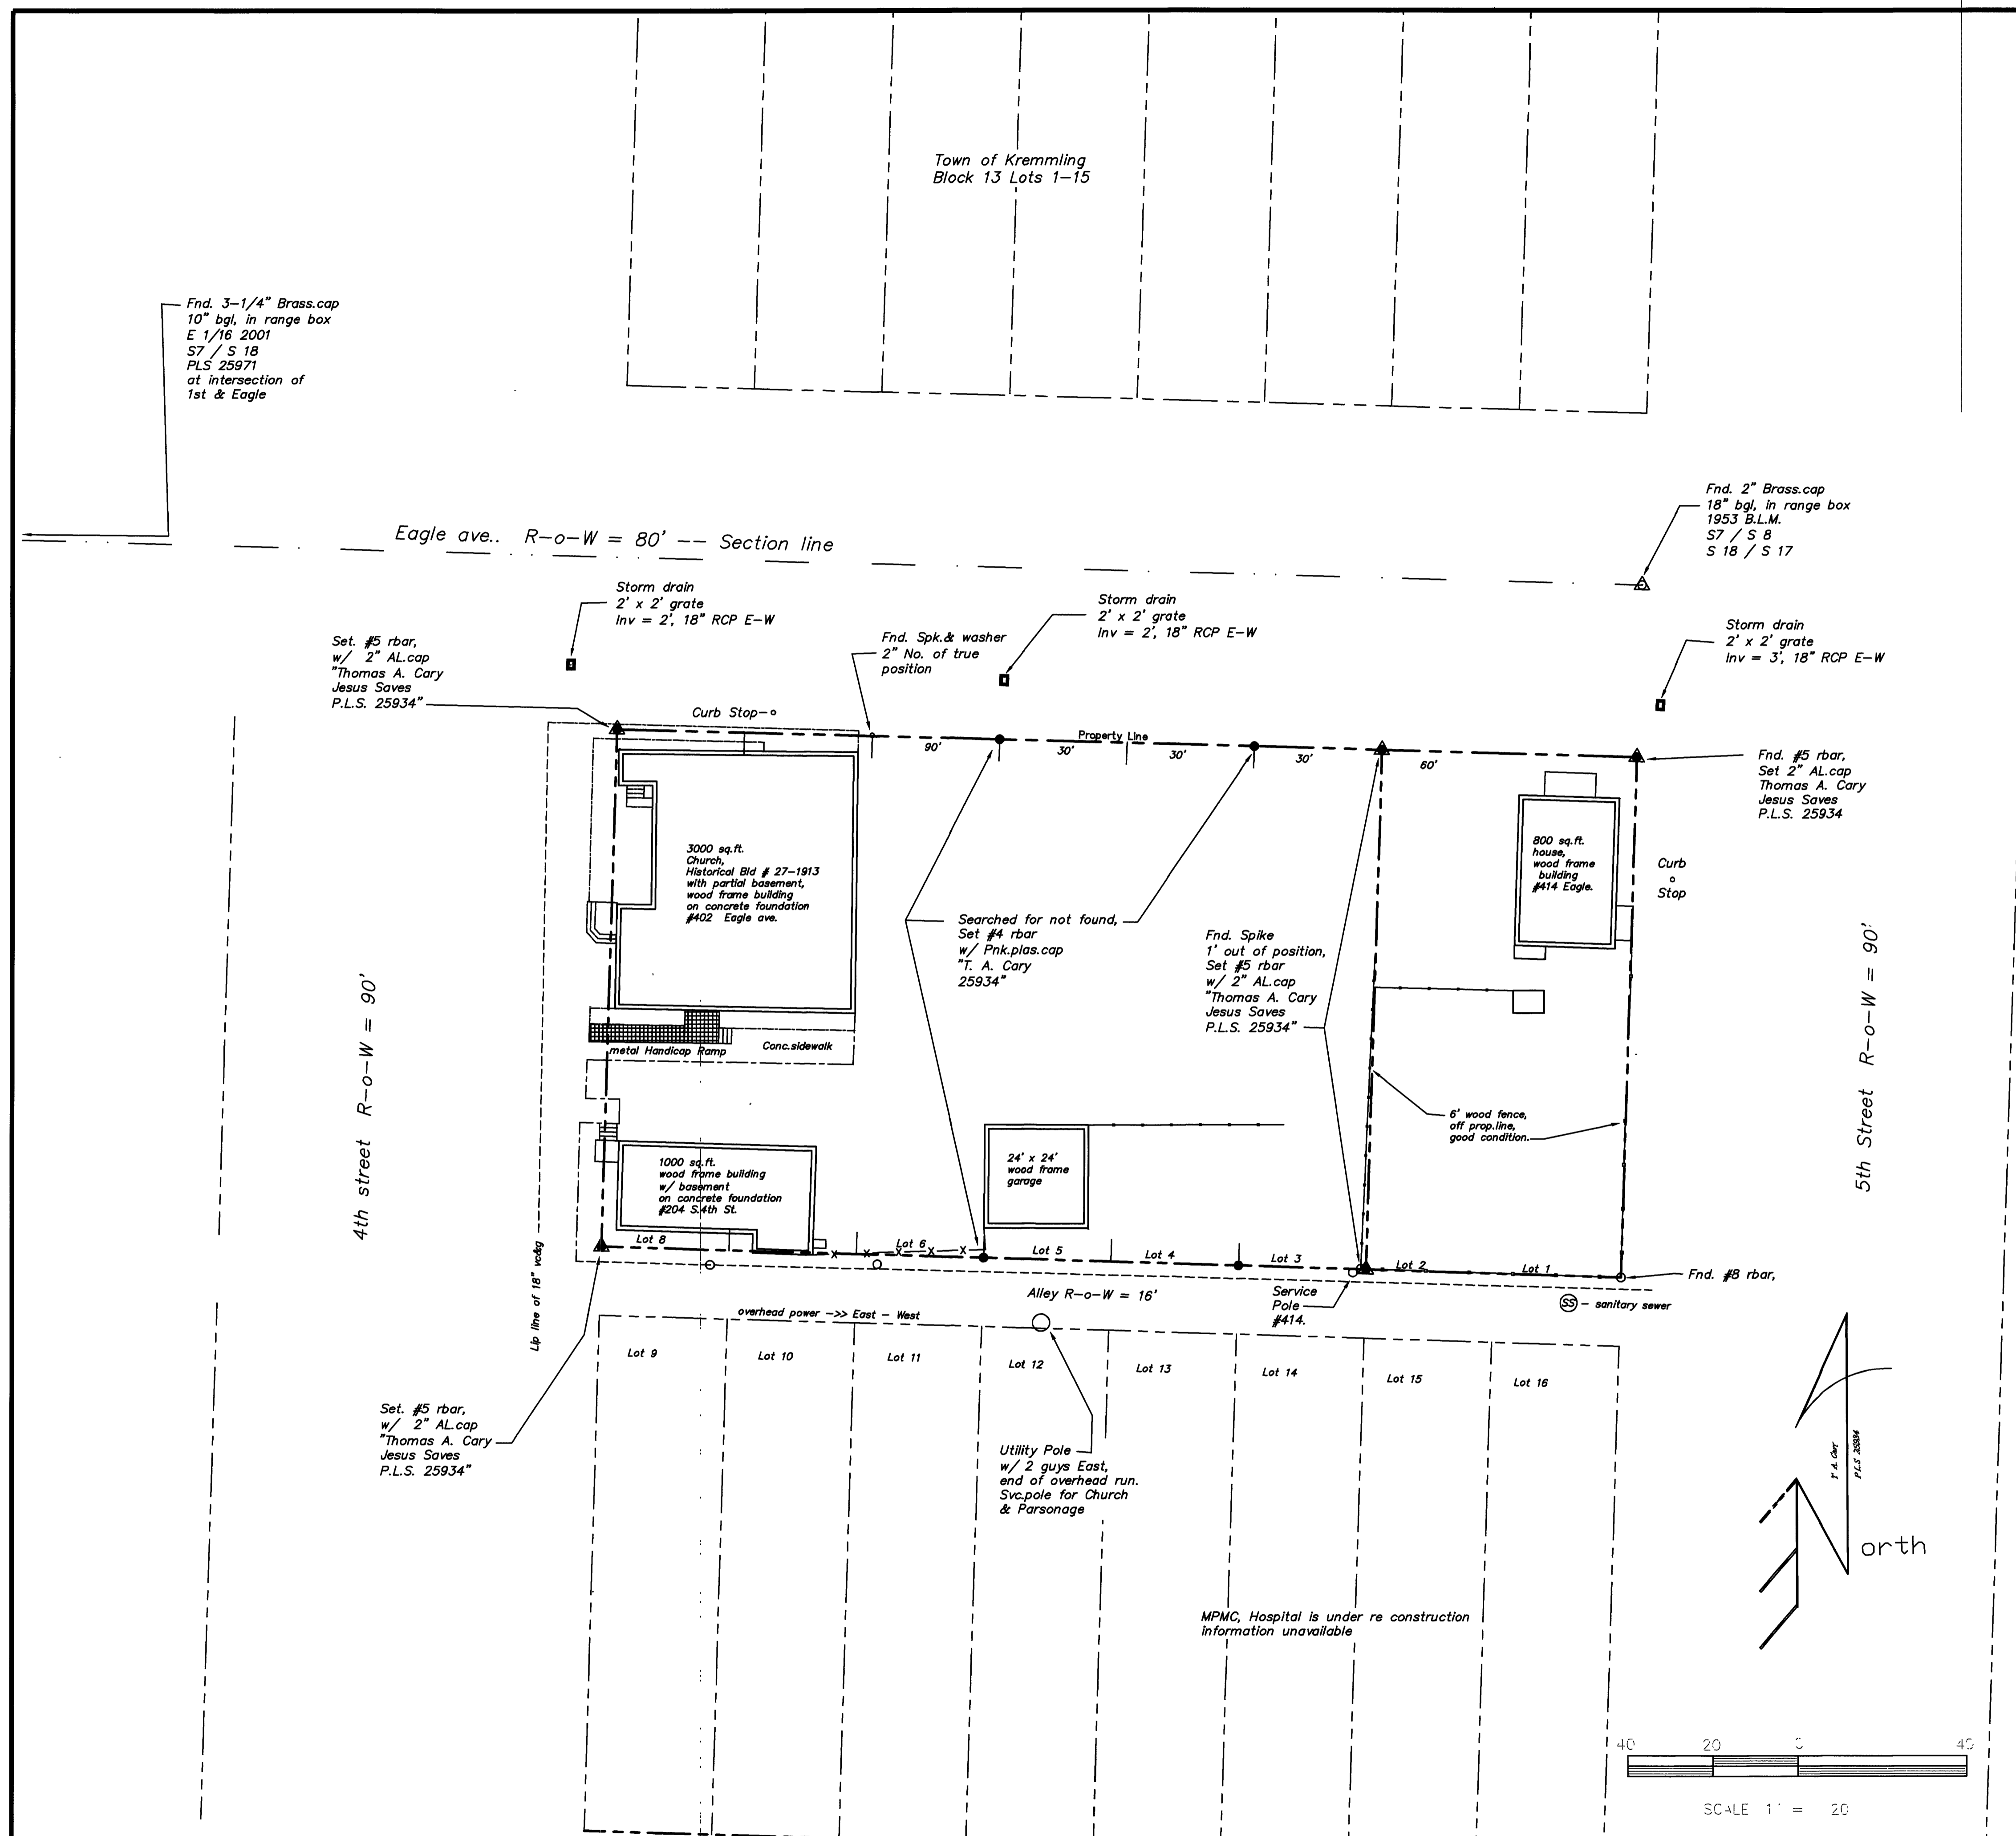 Town of Kremmling
Block 13 Lots 1-15
Fnd. 3-1/4" Brass.cap
10" bgl, in range box
E 1/16 2001
S7 / S 18
PLS 25971
at intersection of
1st & Eagle
Fnd. 2" Brass.cap
18" bgl, in range box
1953 B.L.M.
S7 / S 8
S 18 / S 17
Eagle ave.. R-o-W = 80' -- Section line
Storm drain
2' x 2' grate
Inv = 2', 18" RCP E-W
Storm drain
2' x 2' grate
Inv = 2', 18" RCP E-W
Storm drain
2' x 2' grate
Inv = 3', 18" RCP E-W
Set. #5 rbar,
w/ 2" AL.cap
"Thomas A. Cary
Jesus Saves
P.L.S. 25934"
Fnd. Spk.& washer
2" No. of true
position
Curb Stop-
Property Line
90'
30'
30'
30'
60'
Fnd. #5 rbar,
Set 2" AL.cap
Thomas A. Cary
Jesus Saves
P.L.S. 25934
3000 sq.ft.
Church,
Historical Bld # 27-1913
with partial basement,
wood frame building
on concrete foundation
#402 Eagle ave.
800 sq.ft.
house,
wood frame
building
#414 Eagle.
Curb
Stop
Searched for not found,
Set #4 rbar
w/ Pnk.plas.cap
"T. A. Cary
25934"
Fnd. Spike
1' out of position,
Set #5 rbar
w/ 2" AL.cap
"Thomas A. Cary
Jesus Saves
P.L.S. 25934"
4th street R-o-W = 90'
5th Street R-o-W = 90'
metal Handicap Ramp
Conc.sidewalk
6' wood fence,
off prop.line,
good condition.
1000 sq.ft.
wood frame building
w/ basement
on concrete foundation
#204 S.4th St.
24' x 24'
wood frame
garage
Lip line of 18" vc&g
Lot 8
Lot 6
Lot 5
Lot 4
Lot 3
Lot 2
Lot 1
x x x x x
Fnd. #8 rbar,
Alley R-o-W = 16'
Service
Pole
#414.
SS - sanitary sewer
overhead power ->> East - West
Lot 9
Lot 10
Lot 11
Lot 12
Lot 13
Lot 14
Lot 15
Lot 16
Set. #5 rbar,
w/ 2" AL.cap
"Thomas A. Cary
Jesus Saves
P.L.S. 25934"
Utility Pole
w/ 2 guys East,
end of overhead run.
Svc.pole for Church
& Parsonage
T A. Cary
P.L.S 25934
North
MPMC, Hospital is under re construction
information unavailable
40 20 0 40
SCALE 1" = 20